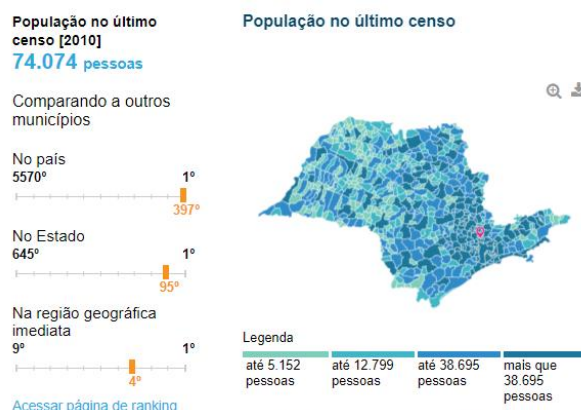 População no último
censo [2010]
74.074 pessoas
Comparando a outros
municípios
No país
5570º 1º
397º
No Estado
645º 1º
95º
Na região geográfica
imediata
9º 1º
4º
Acessar página de ranking
População no último censo
Legenda
até 5.152
pessoas
até 12.799
pessoas
até 38.695
pessoas
mais que
38.695
pessoas